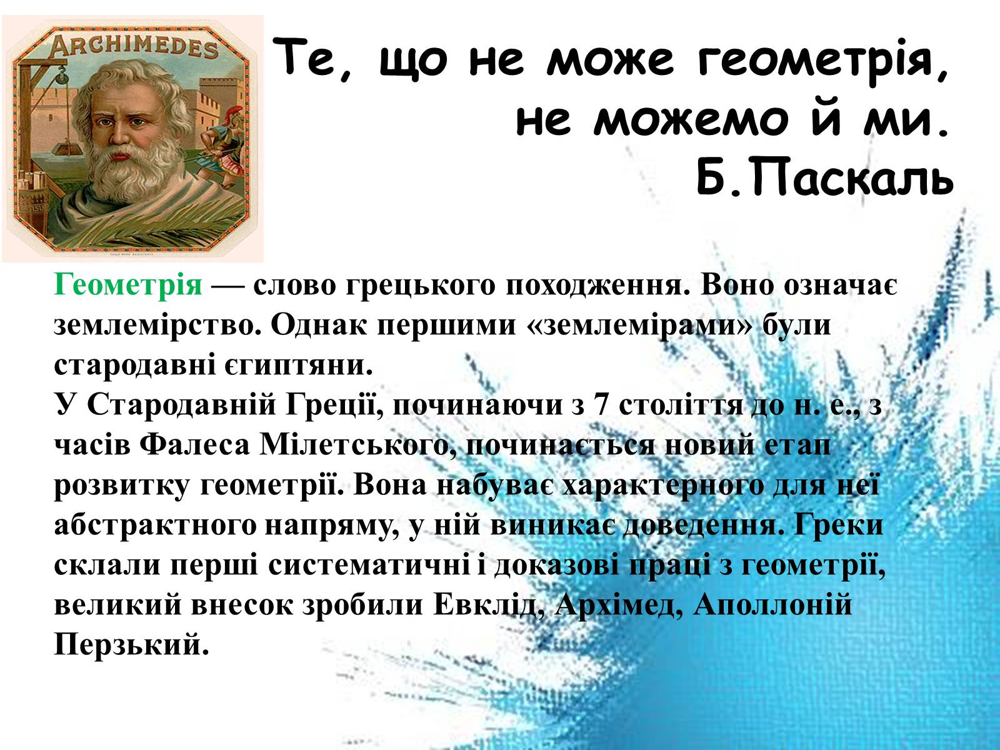 ARCHIMEDES
Те, що не може геометрія,
не можемо й ми.
Б.Паскаль
Геометрія — слово грецького походження. Воно означає
землемірство. Однак першими «землемірами» були
стародавні єгиптяни.
У Стародавній Греції, починаючи з 7 століття до н. е., з
часів Фалеса Мілетського, починається новий етап
розвитку геометрії. Вона набуває характерного для неї
абстрактного напряму, у ній виникає доведення. Греки
склали перші систематичні і доказові праці з геометрії,
великий внесок зробили Евклід, Архімед, Аполлоній
Перзький.